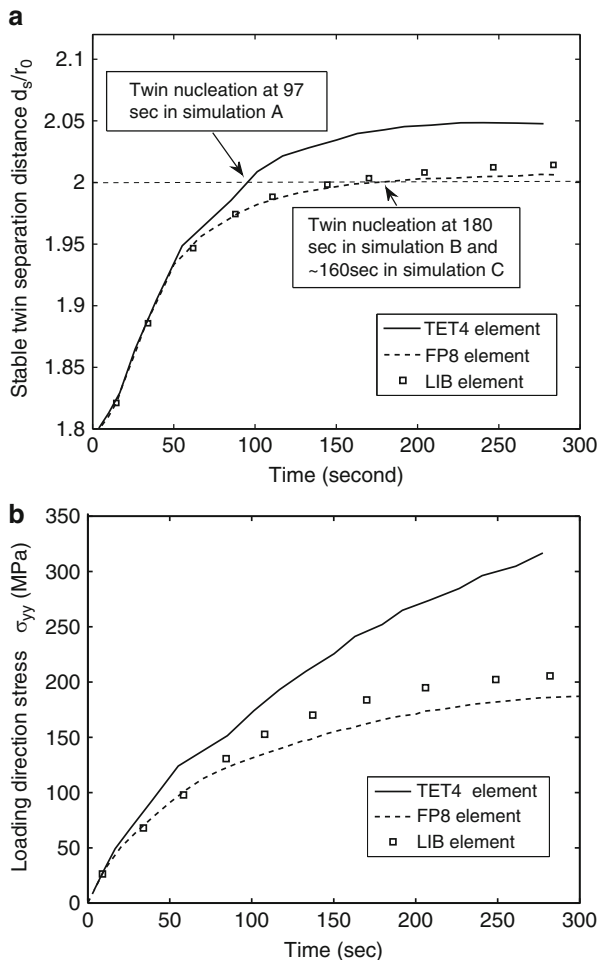 a
Stable twin separation distance d_s/r_0
2.1
2.05
2
1.95
1.9
1.85
1.8
Twin nucleation at 97
sec in simulation A
Twin nucleation at 180
sec in simulation B and
~160sec in simulation C
TET4 element
FP8 element
LIB element
0
50
100
150
200
250
300
Time (second)
b
Loading direction stress σ_yy (MPa)
350
300
250
200
150
100
50
0
TET4 element
FP8 element
LIB element
0
50
100
150
200
250
300
Time (sec)